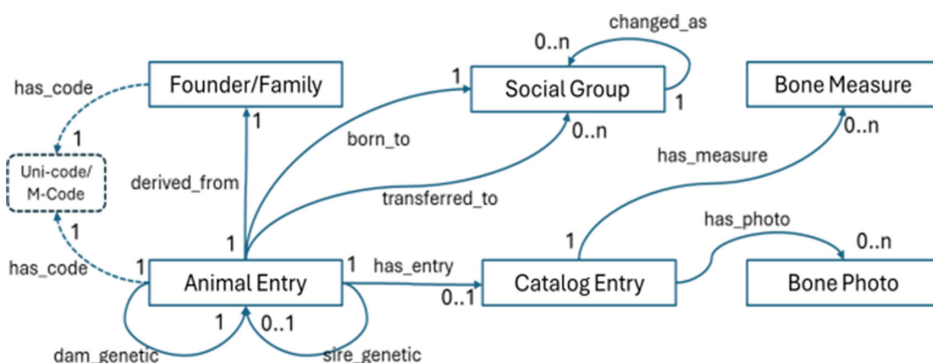 changed_as
0..n
has_code
Founder/Family
1
Social Group
Bone Measure
1
1
1
0..n
0..n
born_to
Uni-code/
M-Code
derived_from
has_measure
transferred_to
1
has_photo
1
1
0..n
has_code
1
1
has_entry
Animal Entry
Catalog Entry
Bone Photo
0..1
1
0..1
dam_genetic
sire_genetic